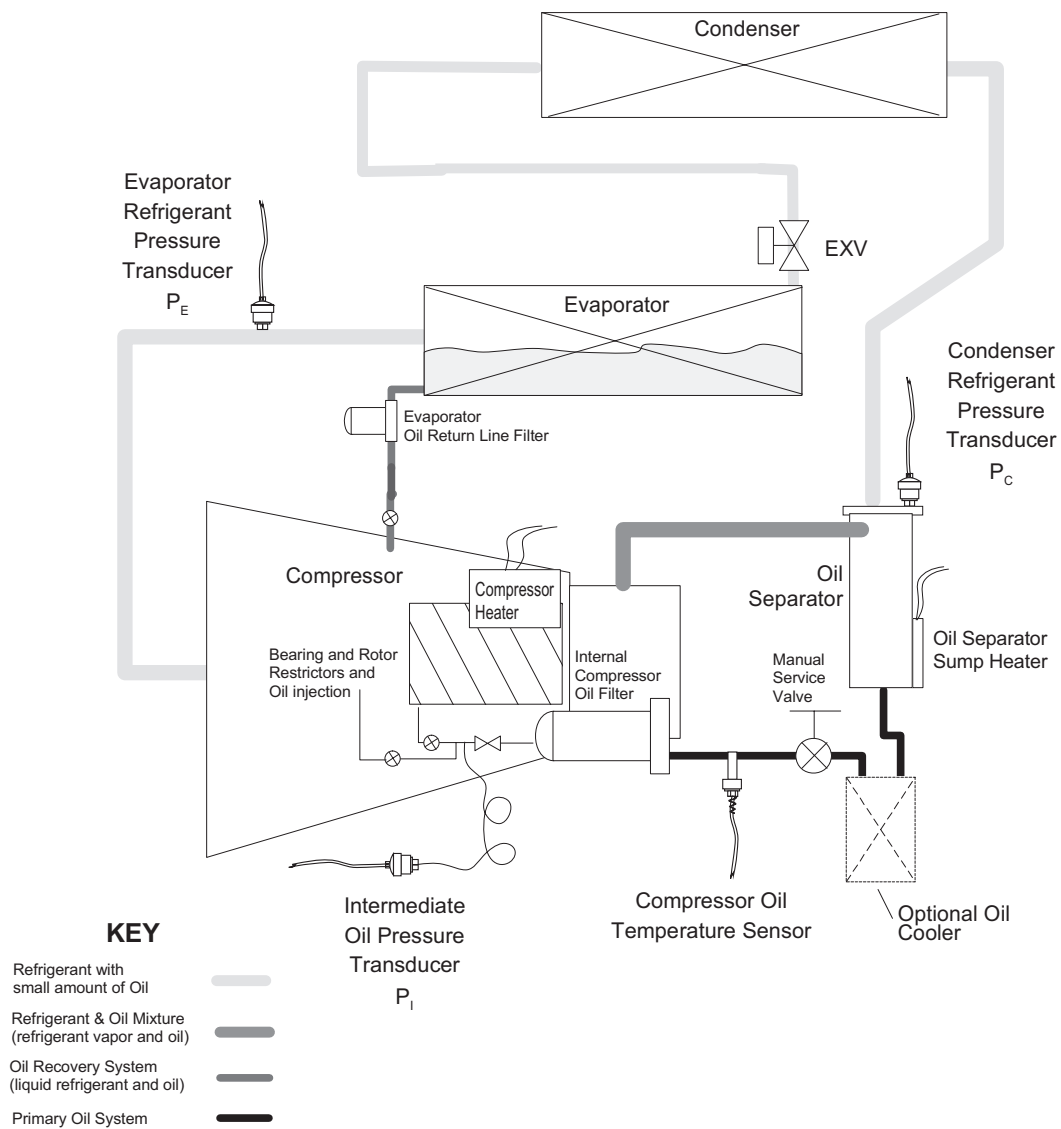 Condenser
Evaporator
Refrigerant
Pressure
Transducer
P_E
EXV
Evaporator
Condenser
Refrigerant
Pressure
Transducer
P_C
Evaporator
Oil Return Line Filter
Compressor
Compressor
Heater
Oil
Separator
Oil Separator
Sump Heater
Bearing and Rotor
Restrictors and
Oil injection
Internal
Compressor
Oil Filter
Manual
Service
Valve
Intermediate
Oil Pressure
Transducer
P_I
Compressor Oil
Temperature Sensor
Optional Oil
Cooler
KEY
Refrigerant with
small amount of Oil
Refrigerant & Oil Mixture
(refrigerant vapor and oil)
Oil Recovery System
(liquid refrigerant and oil)
Primary Oil System